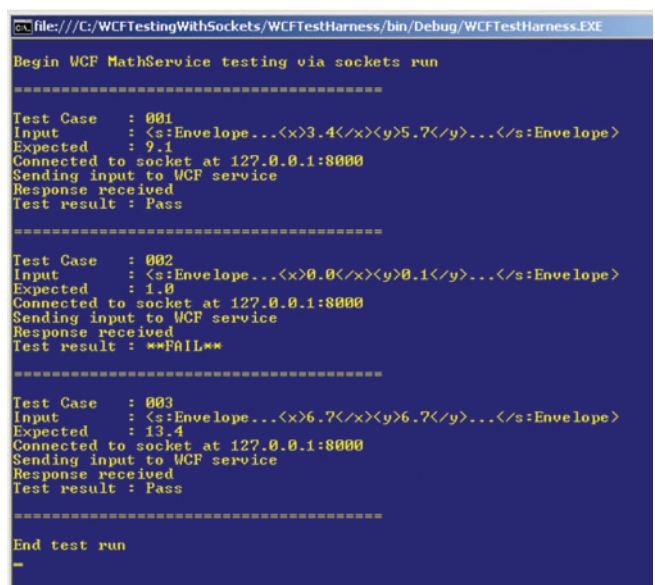 file:///C:/WCFTestingWithSockets/WCFTestHarness/bin/Debug/WCFTestHarness.EXE
Begin WCF MathService testing via sockets run
=======================================
Test Case : 001
Input : <s:Envelope...<x>3.4</x><y>5.7</y>...</s:Envelope>
Expected : 9.1
Connected to socket at 127.0.0.1:8000
Sending input to WCF service
Response received
Test result : Pass
=======================================
Test Case : 002
Input : <s:Envelope...<x>0.0</x><y>0.1</y>...</s:Envelope>
Expected : 1.0
Connected to socket at 127.0.0.1:8000
Sending input to WCF service
Response received
Test result : **FAIL**
=======================================
Test Case : 003
Input : <s:Envelope...<x>6.7</x><y>6.7</y>...</s:Envelope>
Expected : 13.4
Connected to socket at 127.0.0.1:8000
Sending input to WCF service
Response received
Test result : Pass
=======================================
End test run